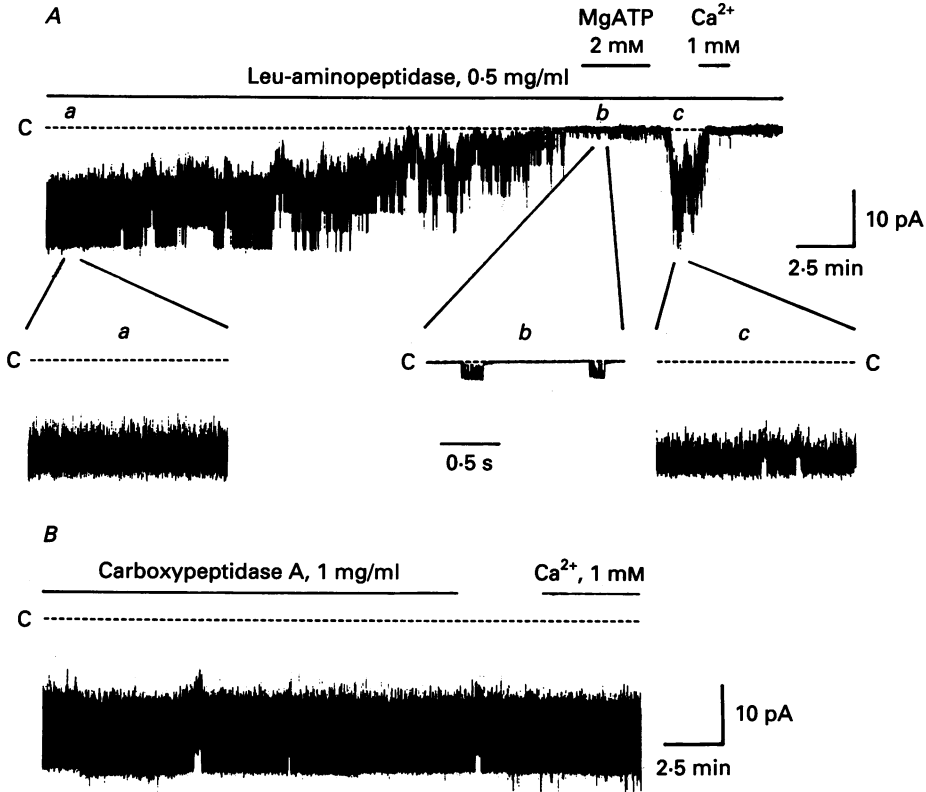 A
MgATP
2 mM
Ca²⁺
1 mM
Leu-aminopeptidase, 0·5 mg/ml
a
b
c
C
10 pA
2·5 min
a
b
c
C
C
C
0·5 s
B
Carboxypeptidase A, 1 mg/ml
Ca²⁺, 1 mM
C
10 pA
2·5 min